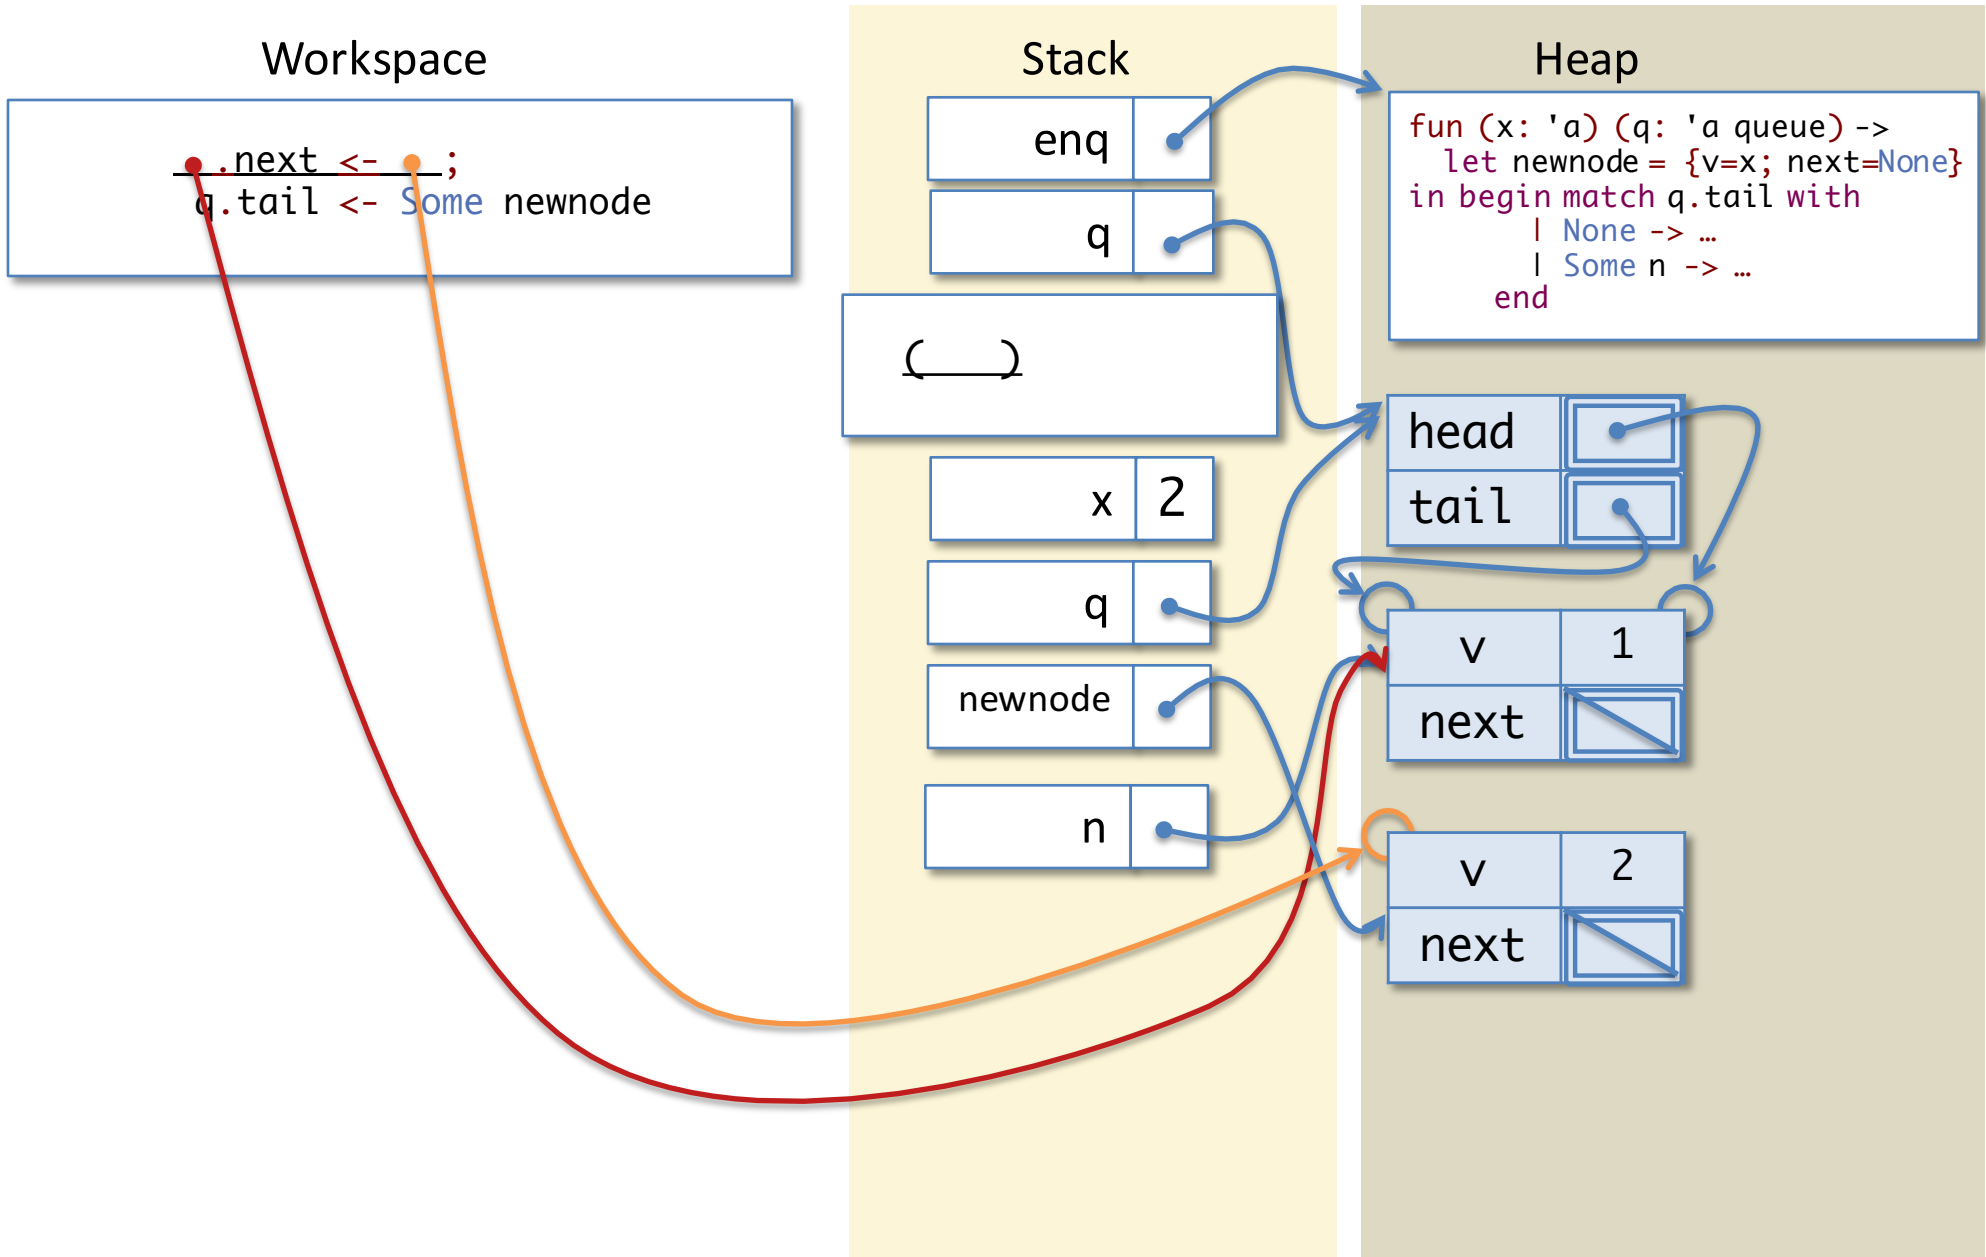 Workspace
.next <- ;
q.tail <- Some newnode
Stack
enq
q
(    )
x 2
q
newnode
n
Heap
fun (x: 'a) (q: 'a queue) ->
let newnode = {v=x; next=None}
in begin match q.tail with
| None -> …
| Some n -> …
end
head
tail
v 1
next
v 2
next